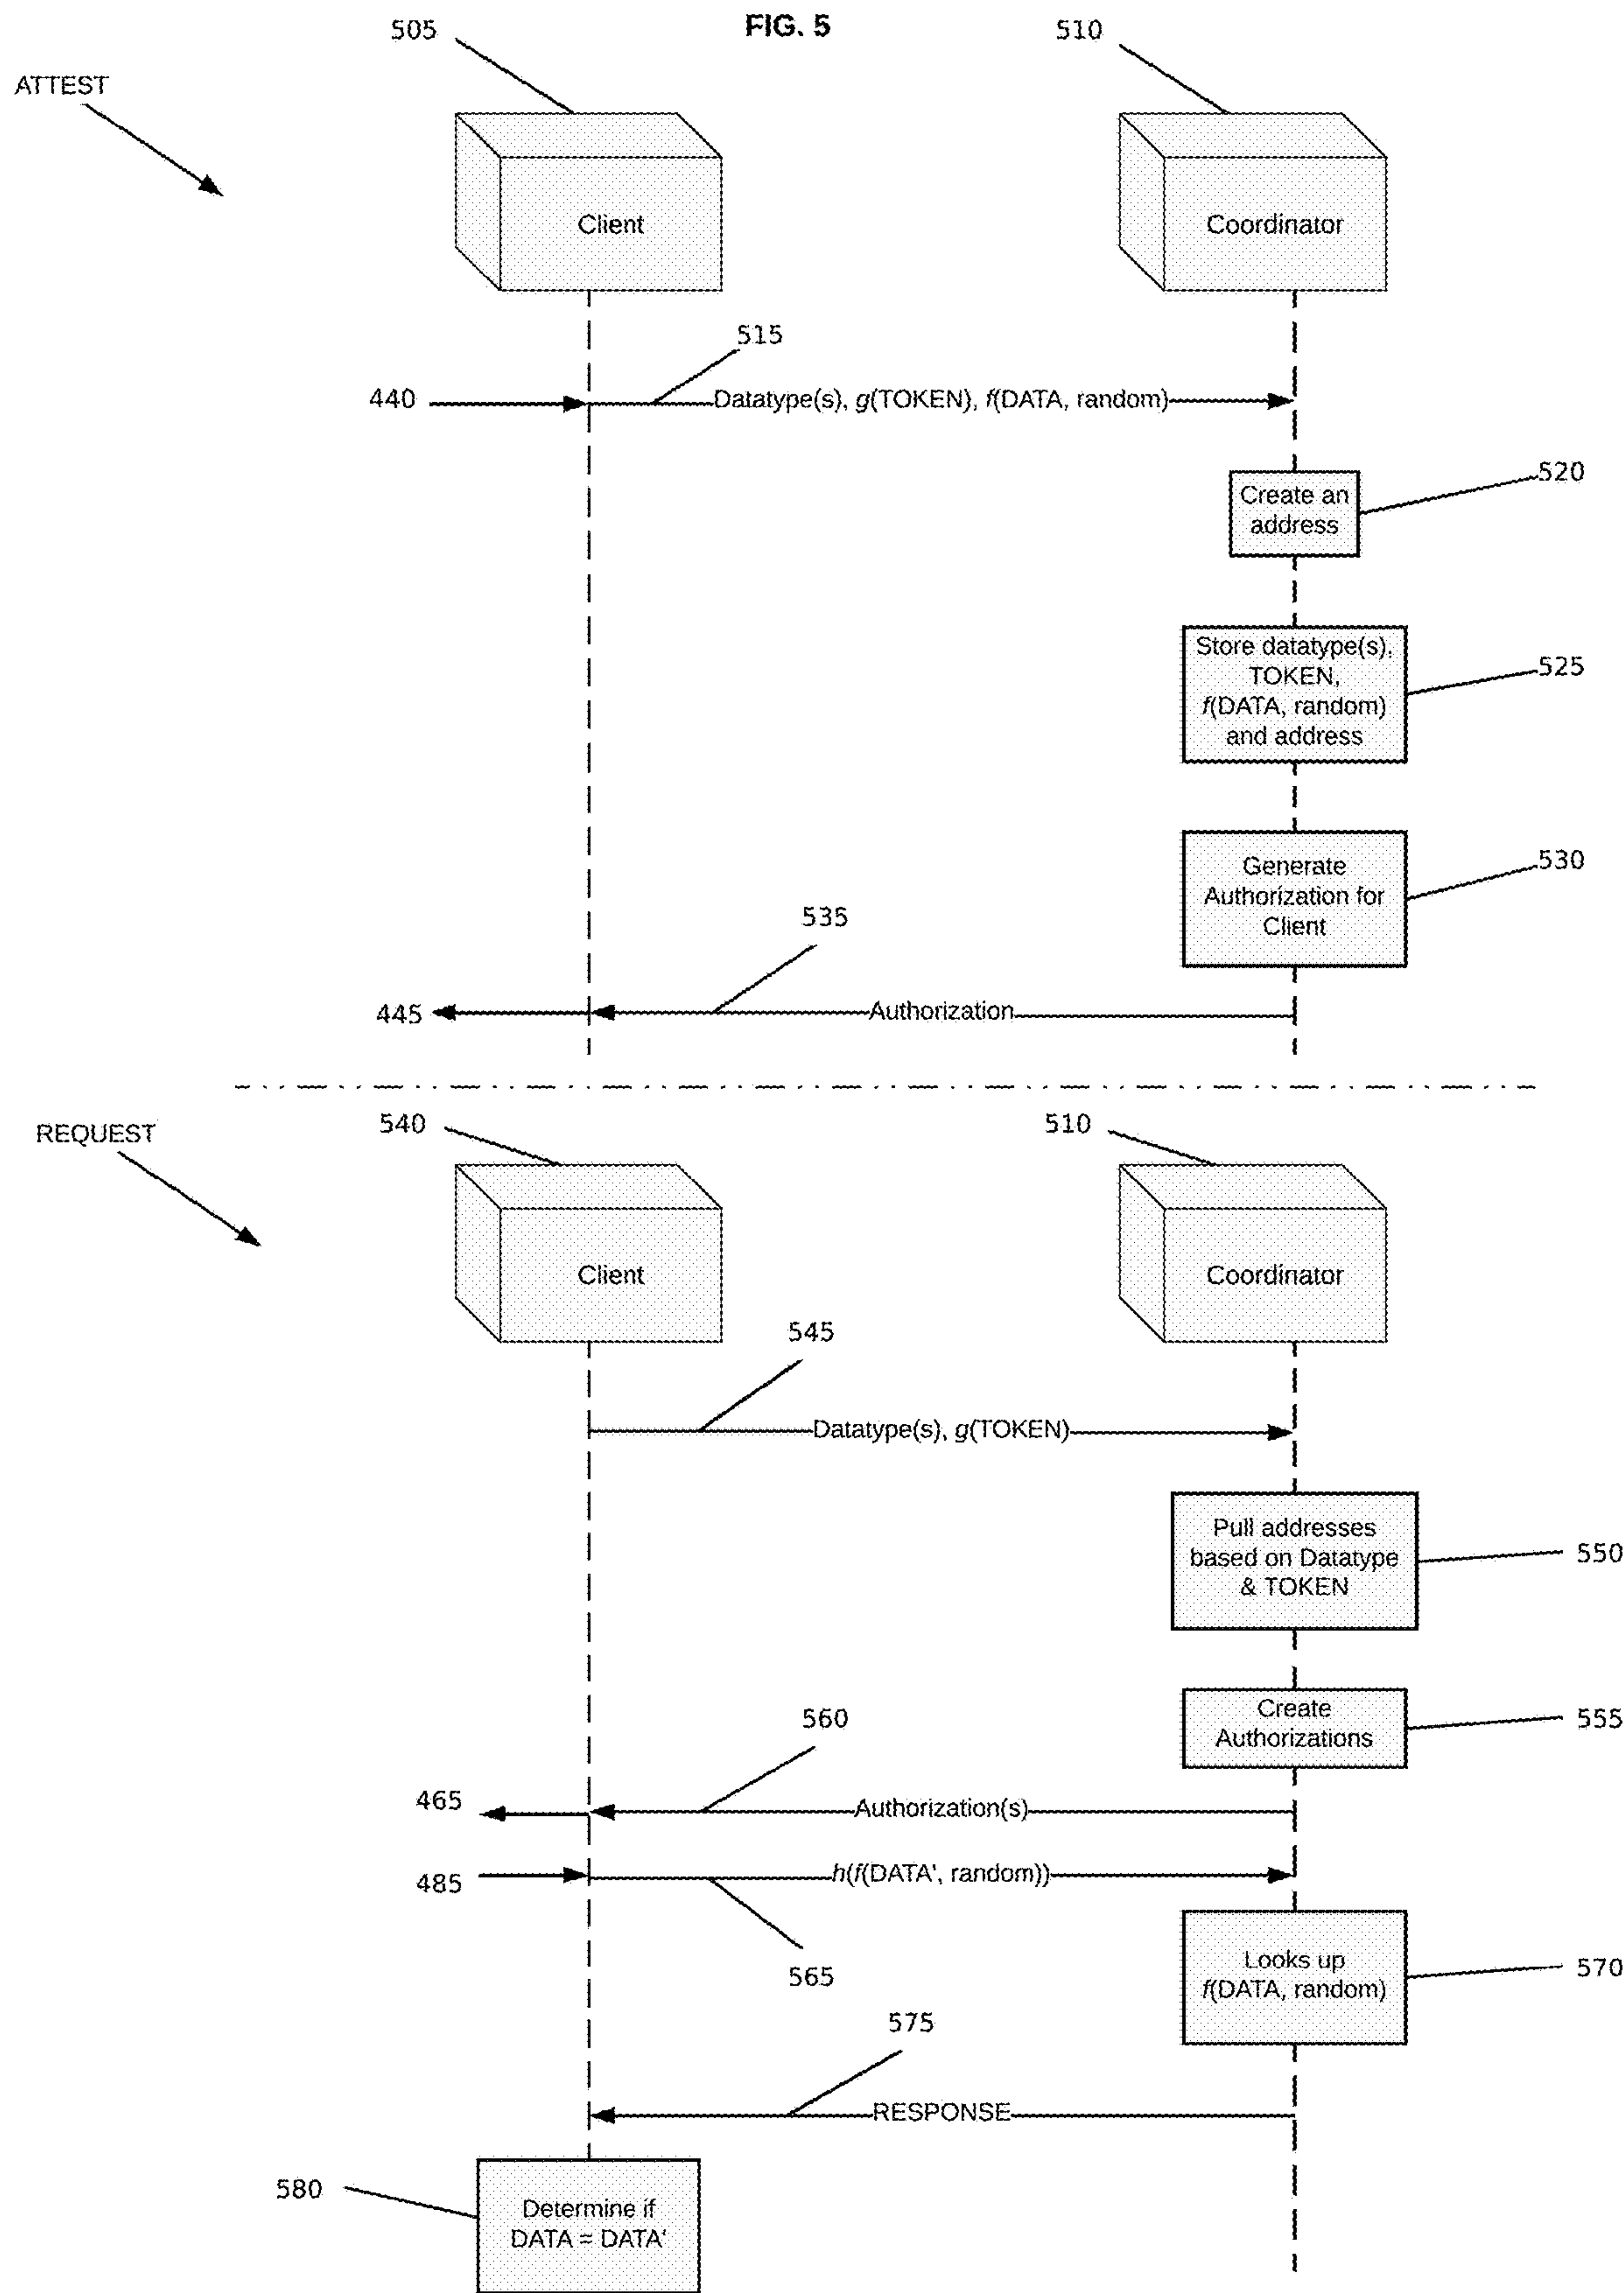 FIG. 5
505
510
ATTEST
Client
Coordinator
515
440
Datatype(s), g(TOKEN), f(DATA, random)
520
Create an
address
Store datatype(s),
TOKEN,
f(DATA, random)
and address
525
Generate
Authorization for
Client
530
535
445
Authorization
REQUEST
540
510
Client
Coordinator
545
Datatype(s), g(TOKEN)
Pull addresses
based on Datatype
& TOKEN
550
Create
Authorizations
555
560
465
Authorization(s)
485
h(f(DATA', random))
565
Looks up
f(DATA, random)
570
575
RESPONSE
580
Determine if
DATA = DATA'